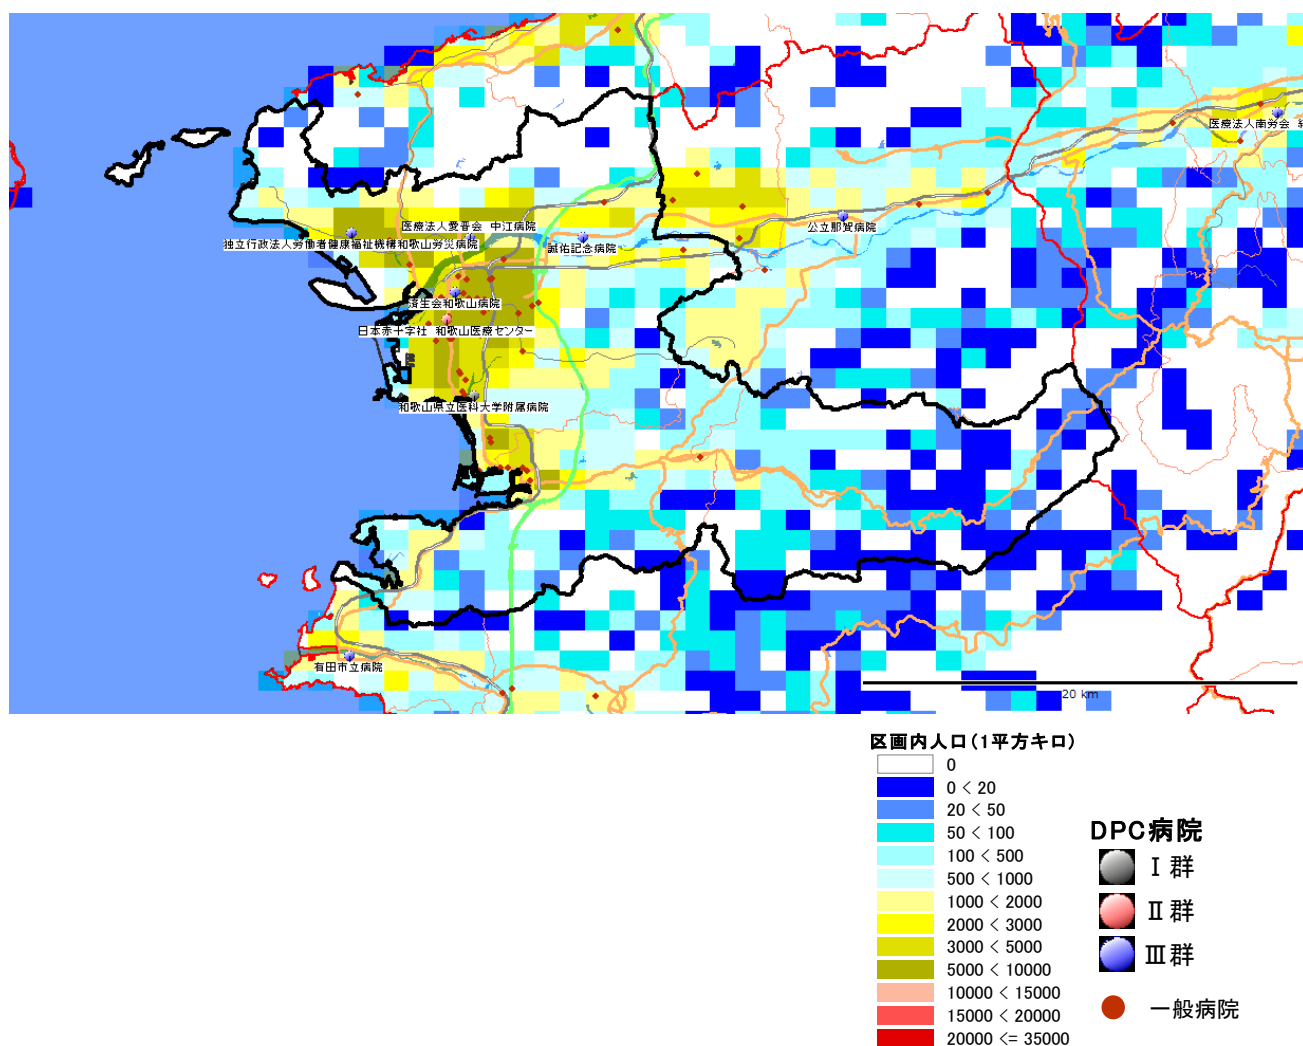 医療法人南労会
医療法人愛晋会 中江病院
公立那賀病院
独立行政法人労働者健康福祉機構和歌山労災病院
誠佑記念病院
済生会和歌山病院
日本赤十字社 和歌山医療センター
和歌山県立医科大学附属病院
有田市立病院
20 km
区画内人口(1平方キロ)
0
0 < 20
20 < 50
50 < 100
100 < 500
500 < 1000
1000 < 2000
2000 < 3000
3000 < 5000
5000 < 10000
10000 < 15000
15000 < 20000
20000 <= 35000
DPC病院
Ⅰ群
Ⅱ群
Ⅲ群
一般病院